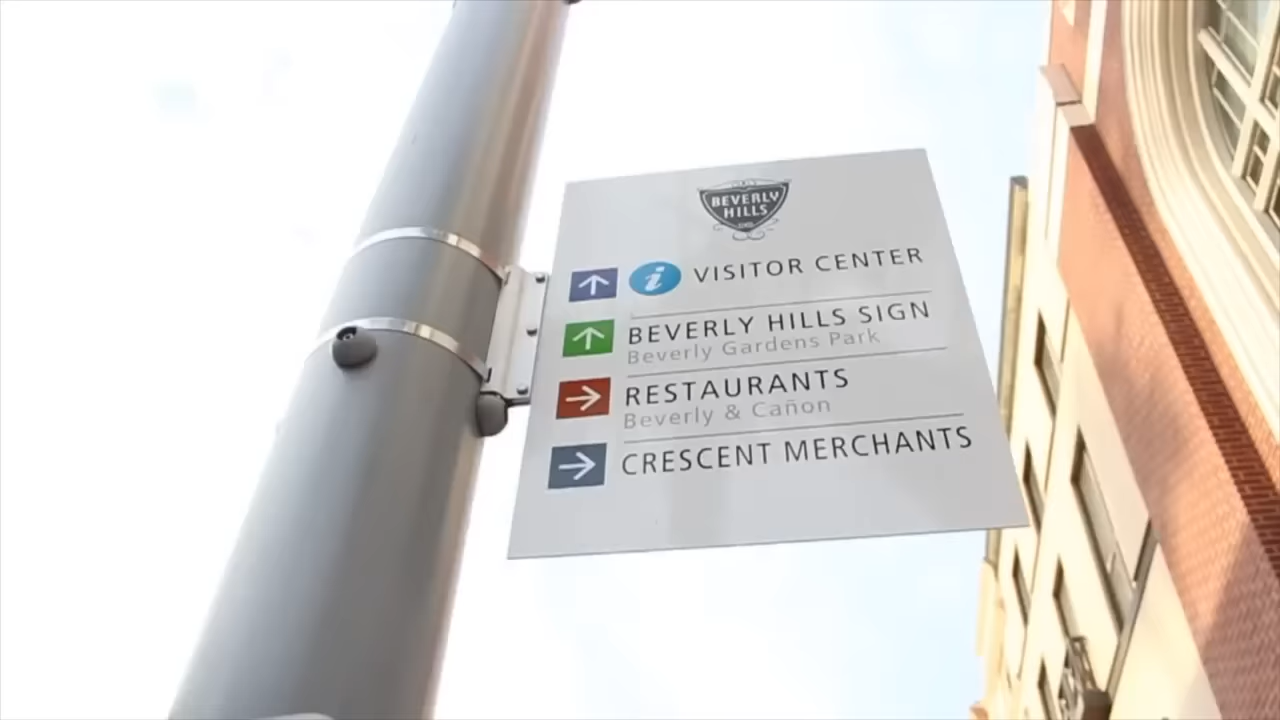 BEVERLY
HILLS
i VISITOR CENTER
BEVERLY HILLS SIGN
Beverly Gardens Park
RESTAURANTS
Beverly & Cañon
CRESCENT MERCHANTS